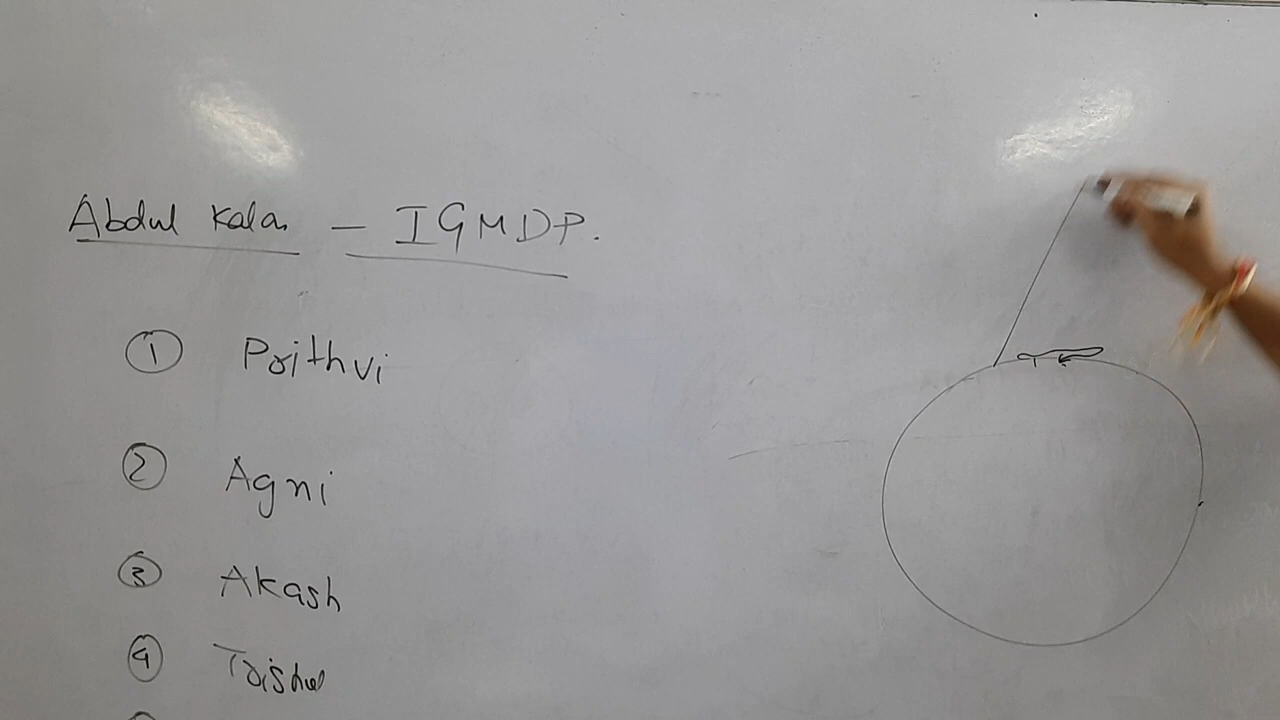 Abdul Kalam – IGMDP.
① Prithvi
② Agni
③ Akash
④ Trishul